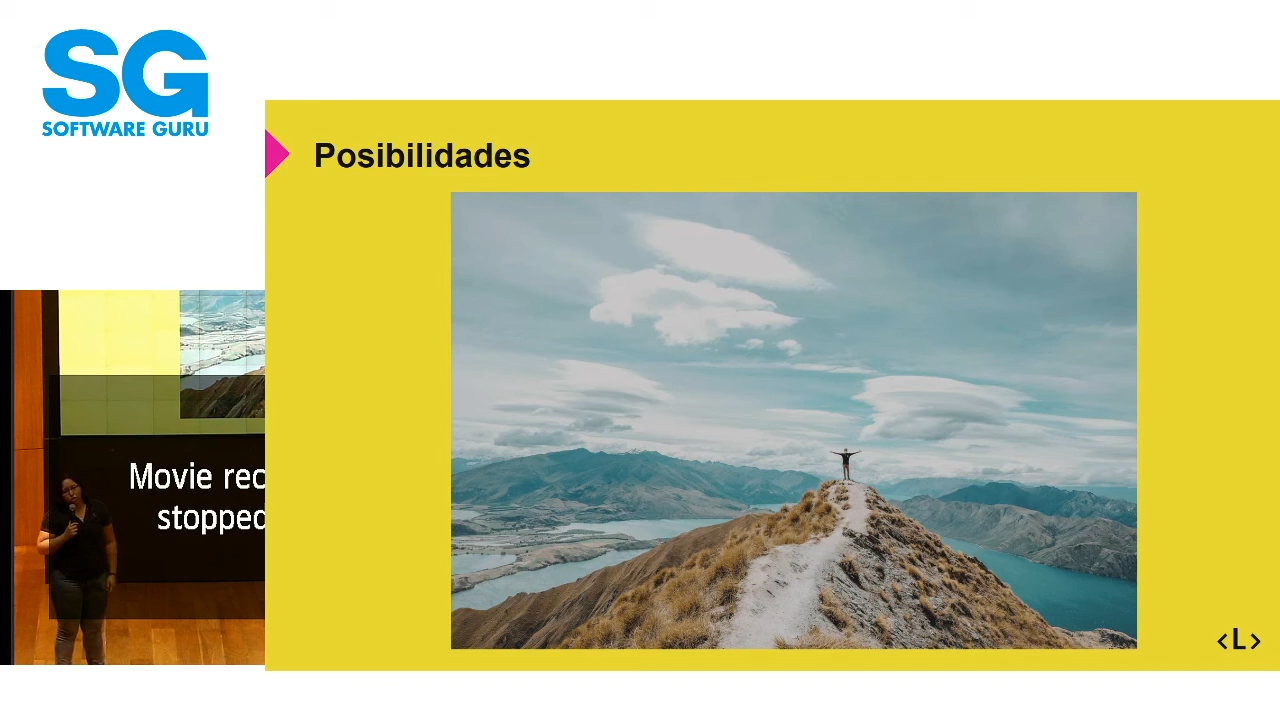 SG
SOFTWARE GURU
Posibilidades
Movie rec
stopped
<L>